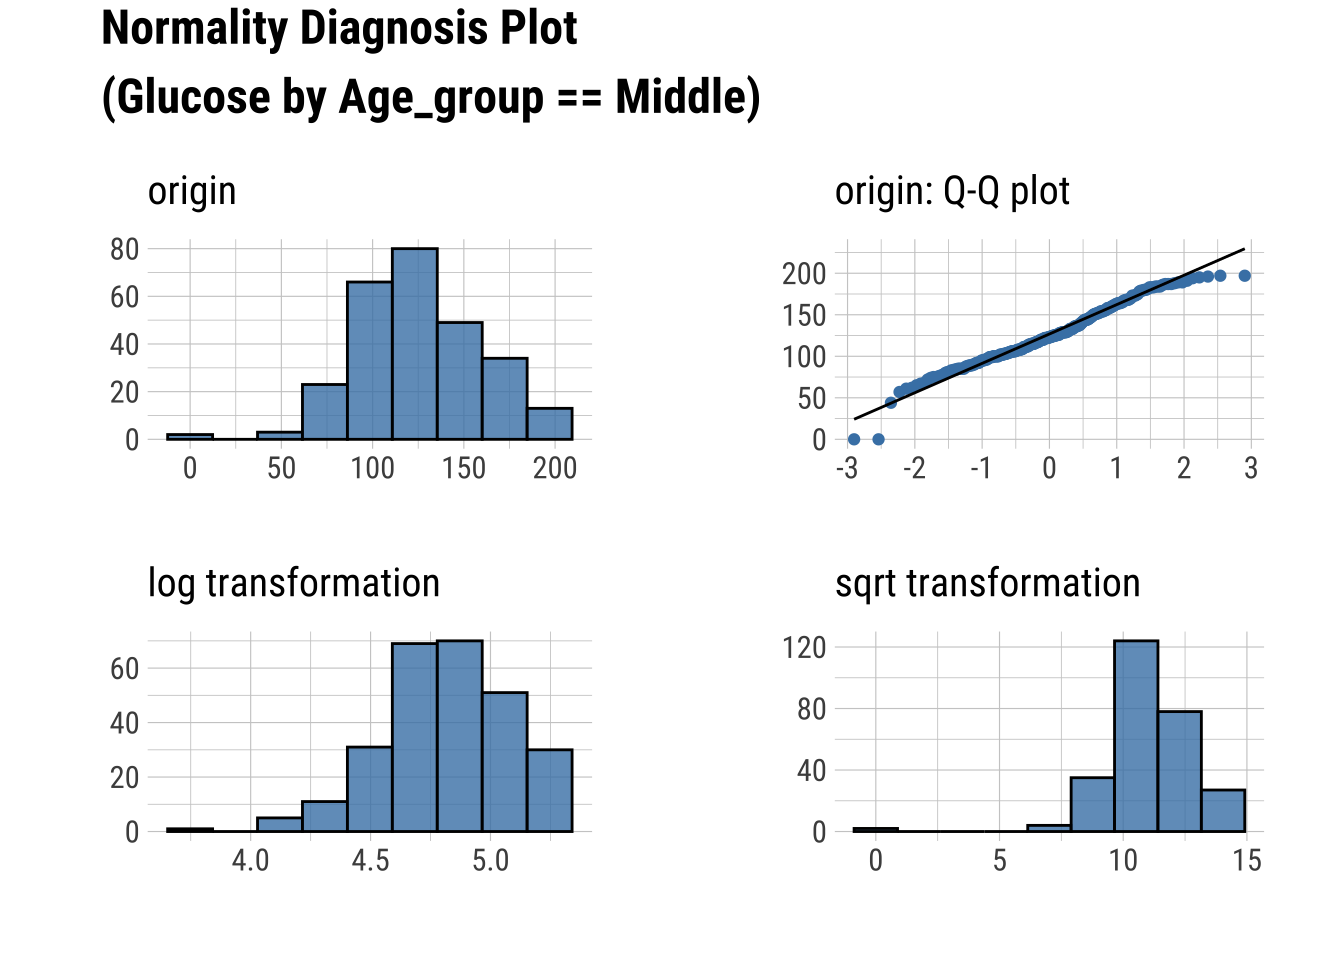 Normality Diagnosis Plot
(Glucose by Age_group == Middle)
origin
80
60
40
20
0
0 50 100 150 200
origin: Q-Q plot
200
150
100
50
0
-3 -2 -1 0 1 2 3
log transformation
60
40
20
0
4.0 4.5 5.0
sqrt transformation
120
80
40
0
0 5 10 15